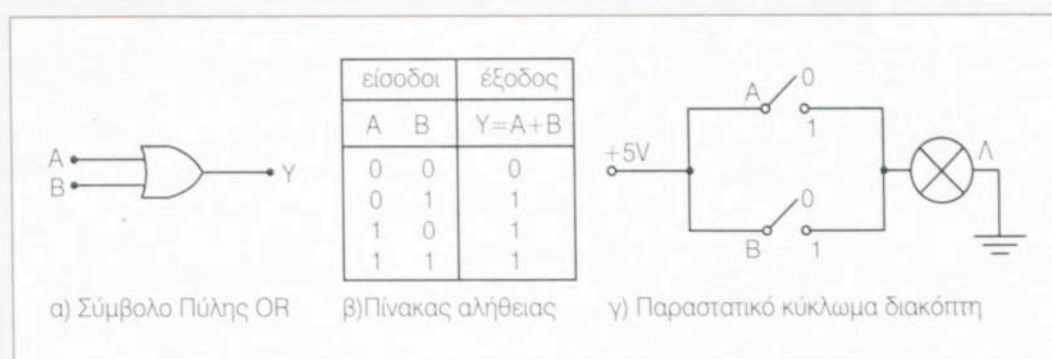 A
B
Y
είσοδοι έξοδος
A B Y=A+B
0 0 0
0 1 1
1 0 1
1 1 1
+5V
A 0
1
B 0
1
Λ
α) Σύμβολο Πύλης OR
β)Πίνακας αλήθειας
γ) Παραστατικό κύκλωμα διακόπτη